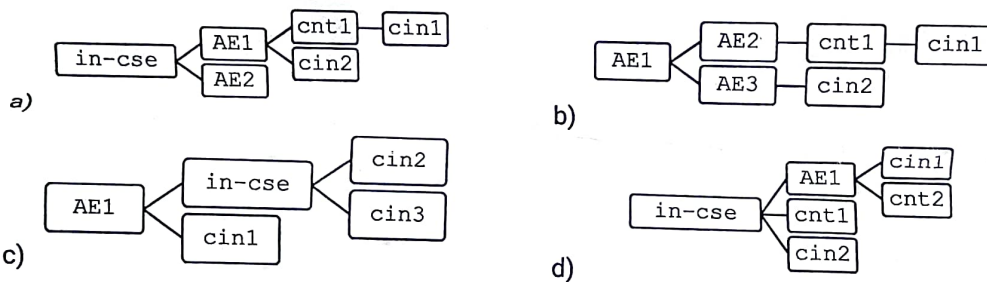 in-cse
AE1
AE2
cnt1
cin1
cin2
a)
AE1
AE2
AE3
cnt1
cin1
cin2
b)
AE1
in-cse
cin1
cin2
cin3
c)
in-cse
AE1
cnt1
cin2
cin1
cnt2
d)